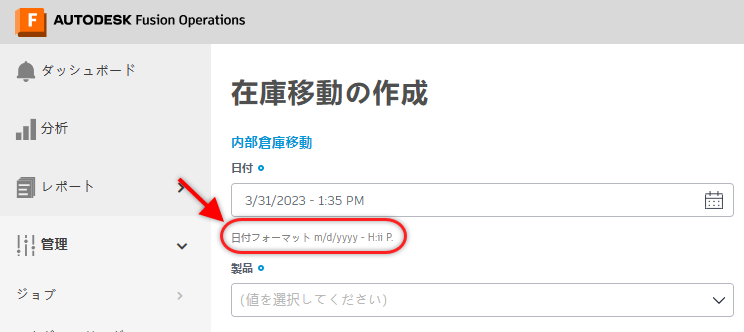 F AUTODESK Fusion Operations
ダッシュボード
分析
レポート
管理
ジョブ
在庫移動の作成
内部倉庫移動
日付
3/31/2023 - 1:35 PM
日付フォーマット m/d/yyyy - H:ii P.
製品
(値を選択してください)